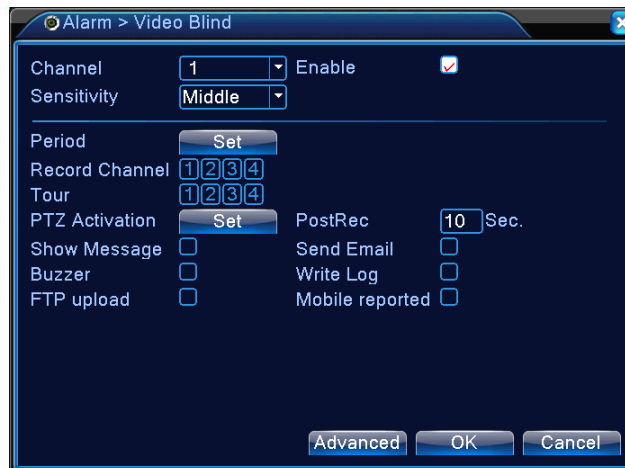 Alarm > Video Blind
Channel 1 Enable
Sensitivity Middle
Period Set
Record Channel 1 2 3 4
Tour 1 2 3 4
PTZ Activation Set PostRec 10 Sec.
Show Message Send Email
Buzzer Write Log
FTP upload Mobile reported
Advanced OK Cancel